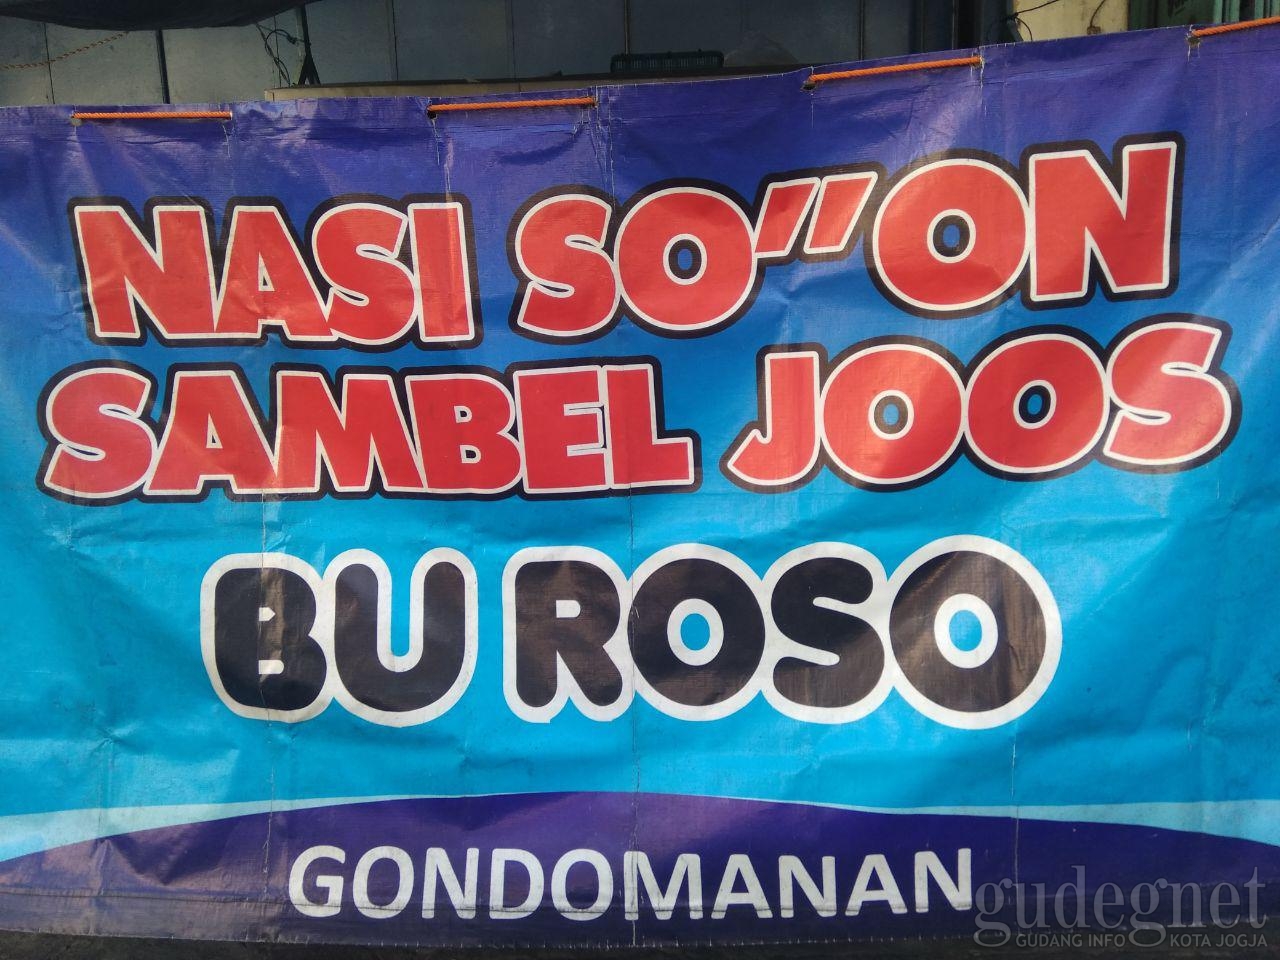 NASI SO"ON
SAMBEL JOOS
BU ROSO
GONDOMANAN
gudegnet
GUDANG INFO KOTA JOGJA